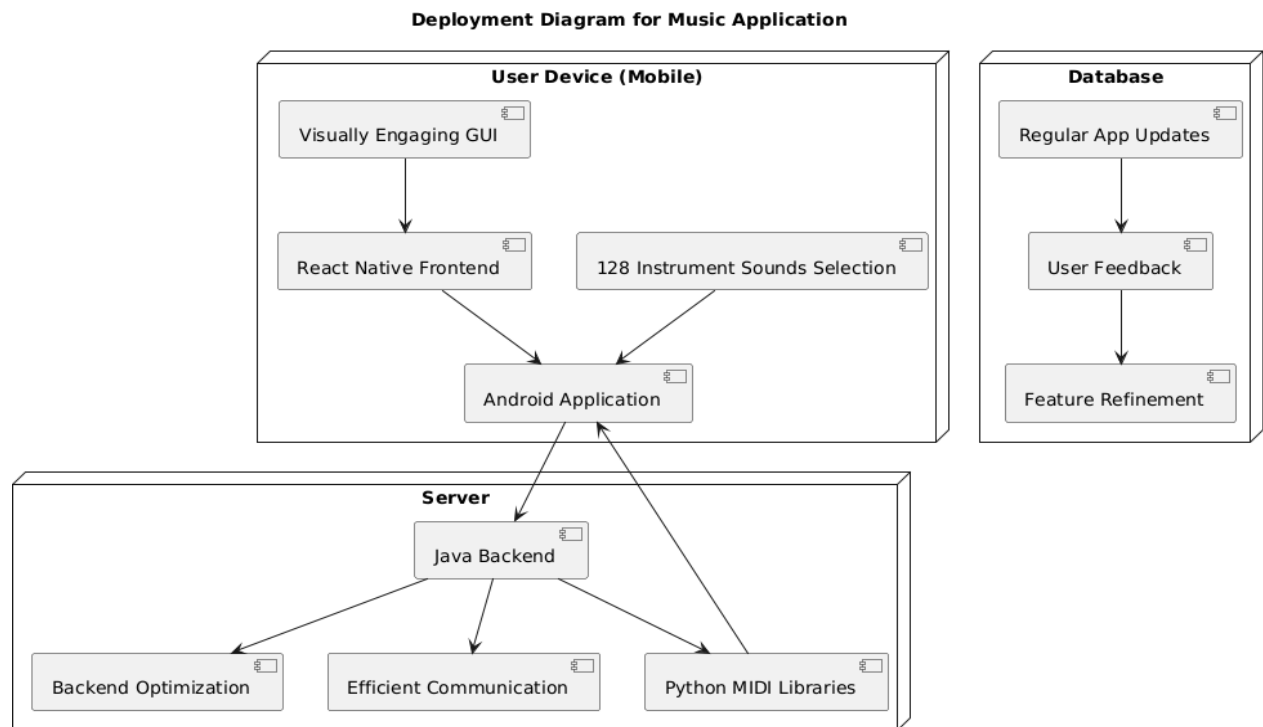 Deployment Diagram for Music Application
User Device (Mobile)
Database
Visually Engaging GUI
Regular App Updates
React Native Frontend
128 Instrument Sounds Selection
User Feedback
Android Application
Feature Refinement
Server
Java Backend
Backend Optimization
Efficient Communication
Python MIDI Libraries